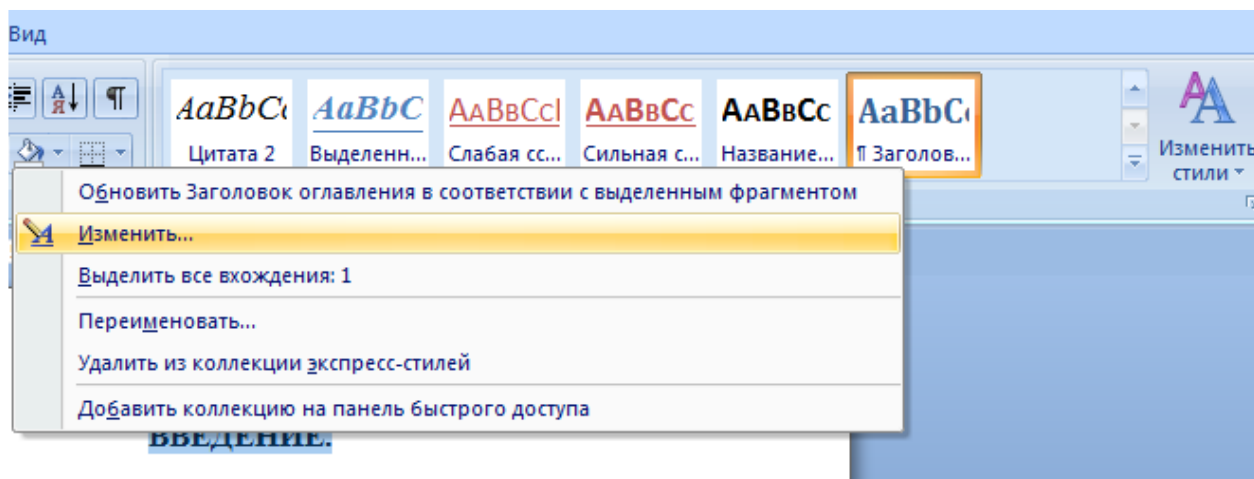 Вид
AaBbCc AaBbC AaBbCcI AaBbCc AaBbCc AaBbCc
Цитата 2 Выделенн... Слабая сс... Сильная с... Название... ¶ Заголов...
Изменить
стили
Обновить Заголовок оглавления в соответствии с выделенным фрагментом
Изменить...
Выделить все вхождения: 1
Переименовать...
Удалить из коллекции экспресс-стилей
Добавить коллекцию на панель быстрого доступа
ВВЕДЕНИЕ.